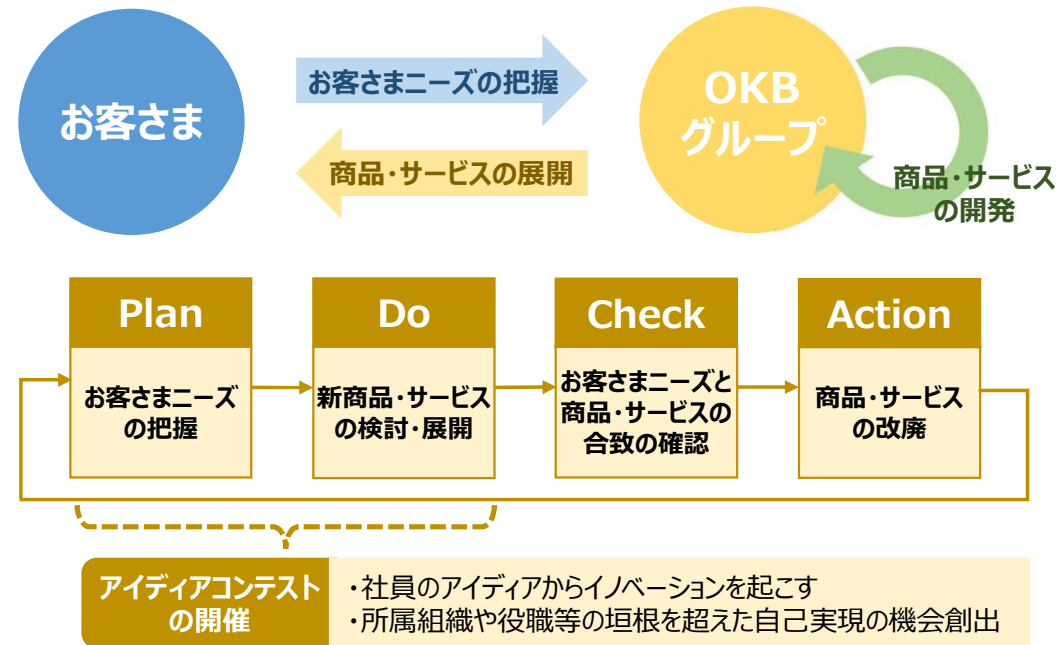 お客さま
お客さまニーズの把握
商品・サービスの展開
OKB
グループ
商品・サービス
の開発
Plan
お客さまニーズ
の把握
Do
新商品・サービス
の検討・展開
Check
お客さまニーズと
商品・サービスの
合致の確認
Action
商品・サービス
の改廃
アイディアコンテスト
の開催
・社員のアイディアからイノベーションを起こす
・所属組織や役職等の垣根を超えた自己実現の機会創出